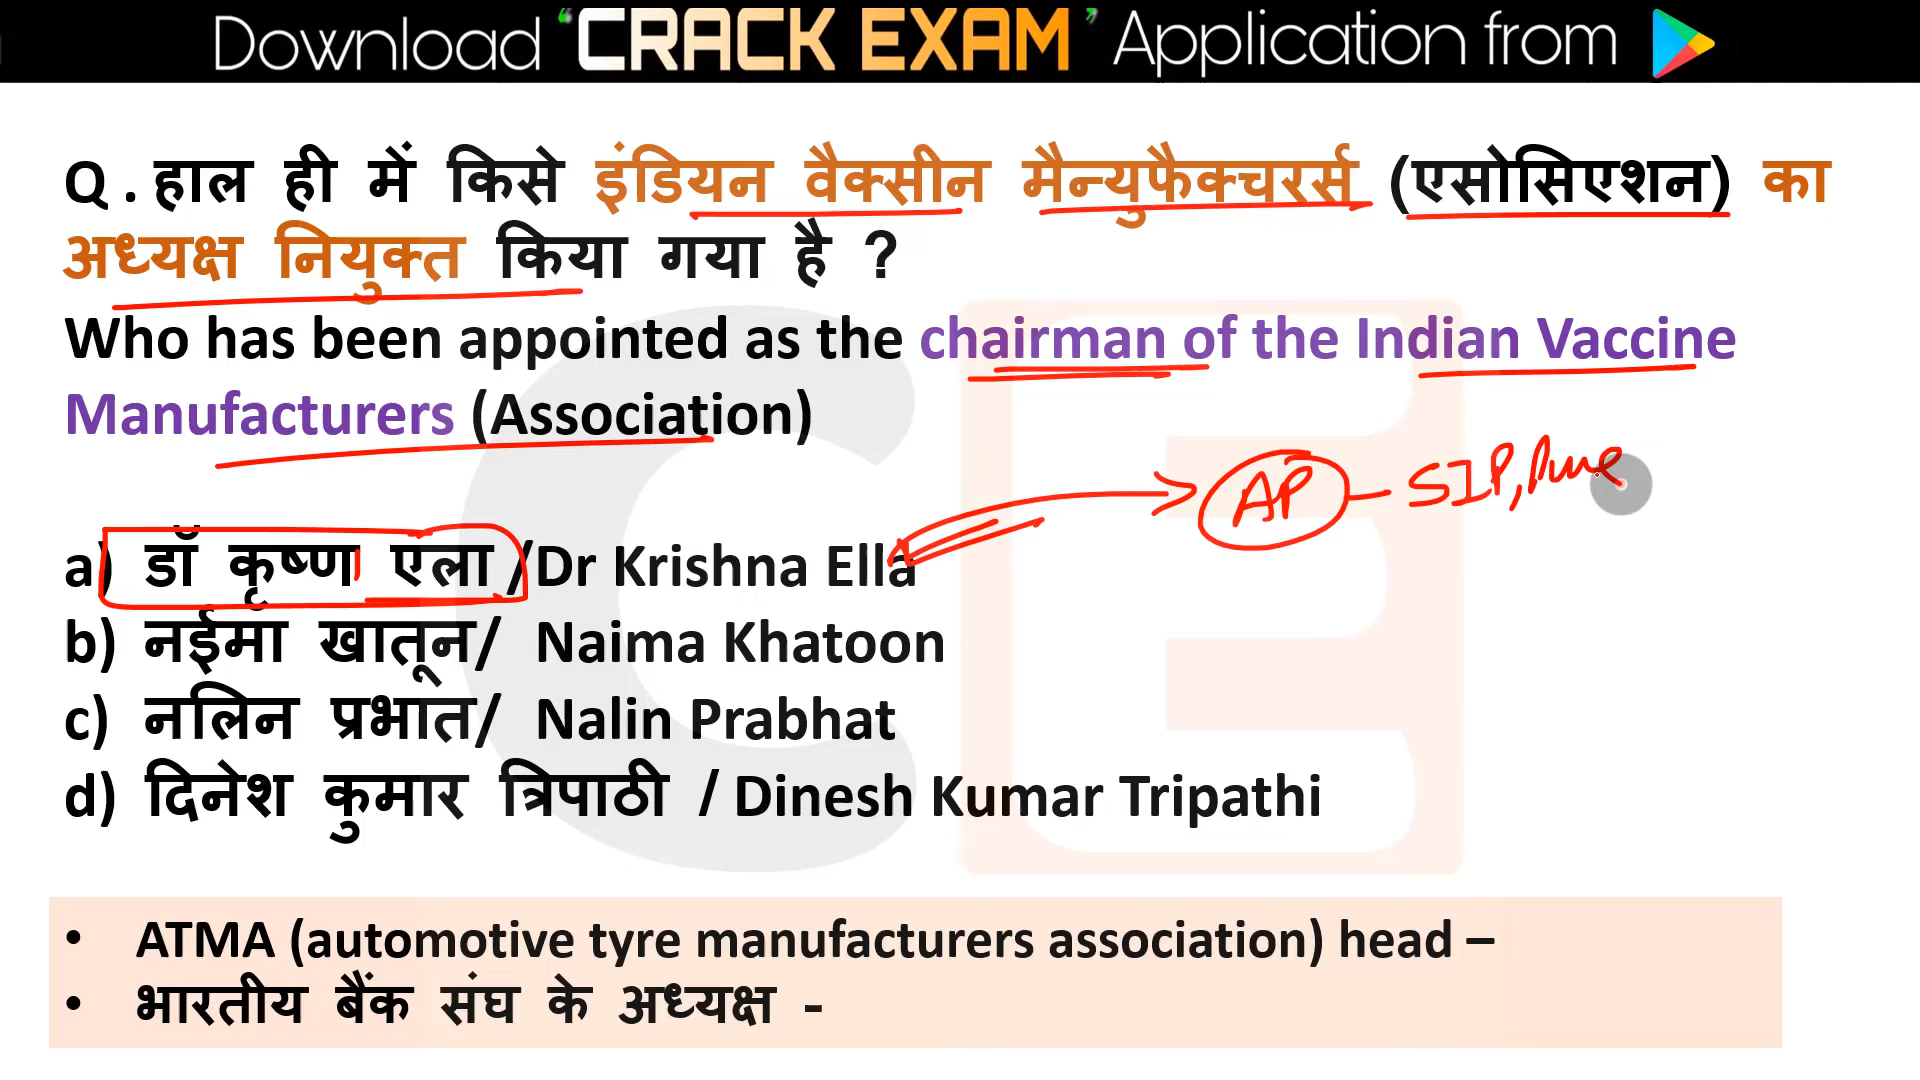 Download "CRACK EXAM" Application from
Q . हाल ही में किसे इंडियन वैक्सीन मैन्युफैक्चरर्स (एसोसिएशन) का
अध्यक्ष नियुक्त किया गया है ?
Who has been appointed as the chairman of the Indian Vaccine
Manufacturers (Association)
AP - SIP,
a) डॉ कृष्ण एला /Dr Krishna Ella
b) नईमा खातून/ Naima Khatoon
c) नलिन प्रभात/ Nalin Prabhat
d) दिनेश कुमार त्रिपाठी / Dinesh Kumar Tripathi
• ATMA (automotive tyre manufacturers association) head –
• भारतीय बैंक संघ के अध्यक्ष -